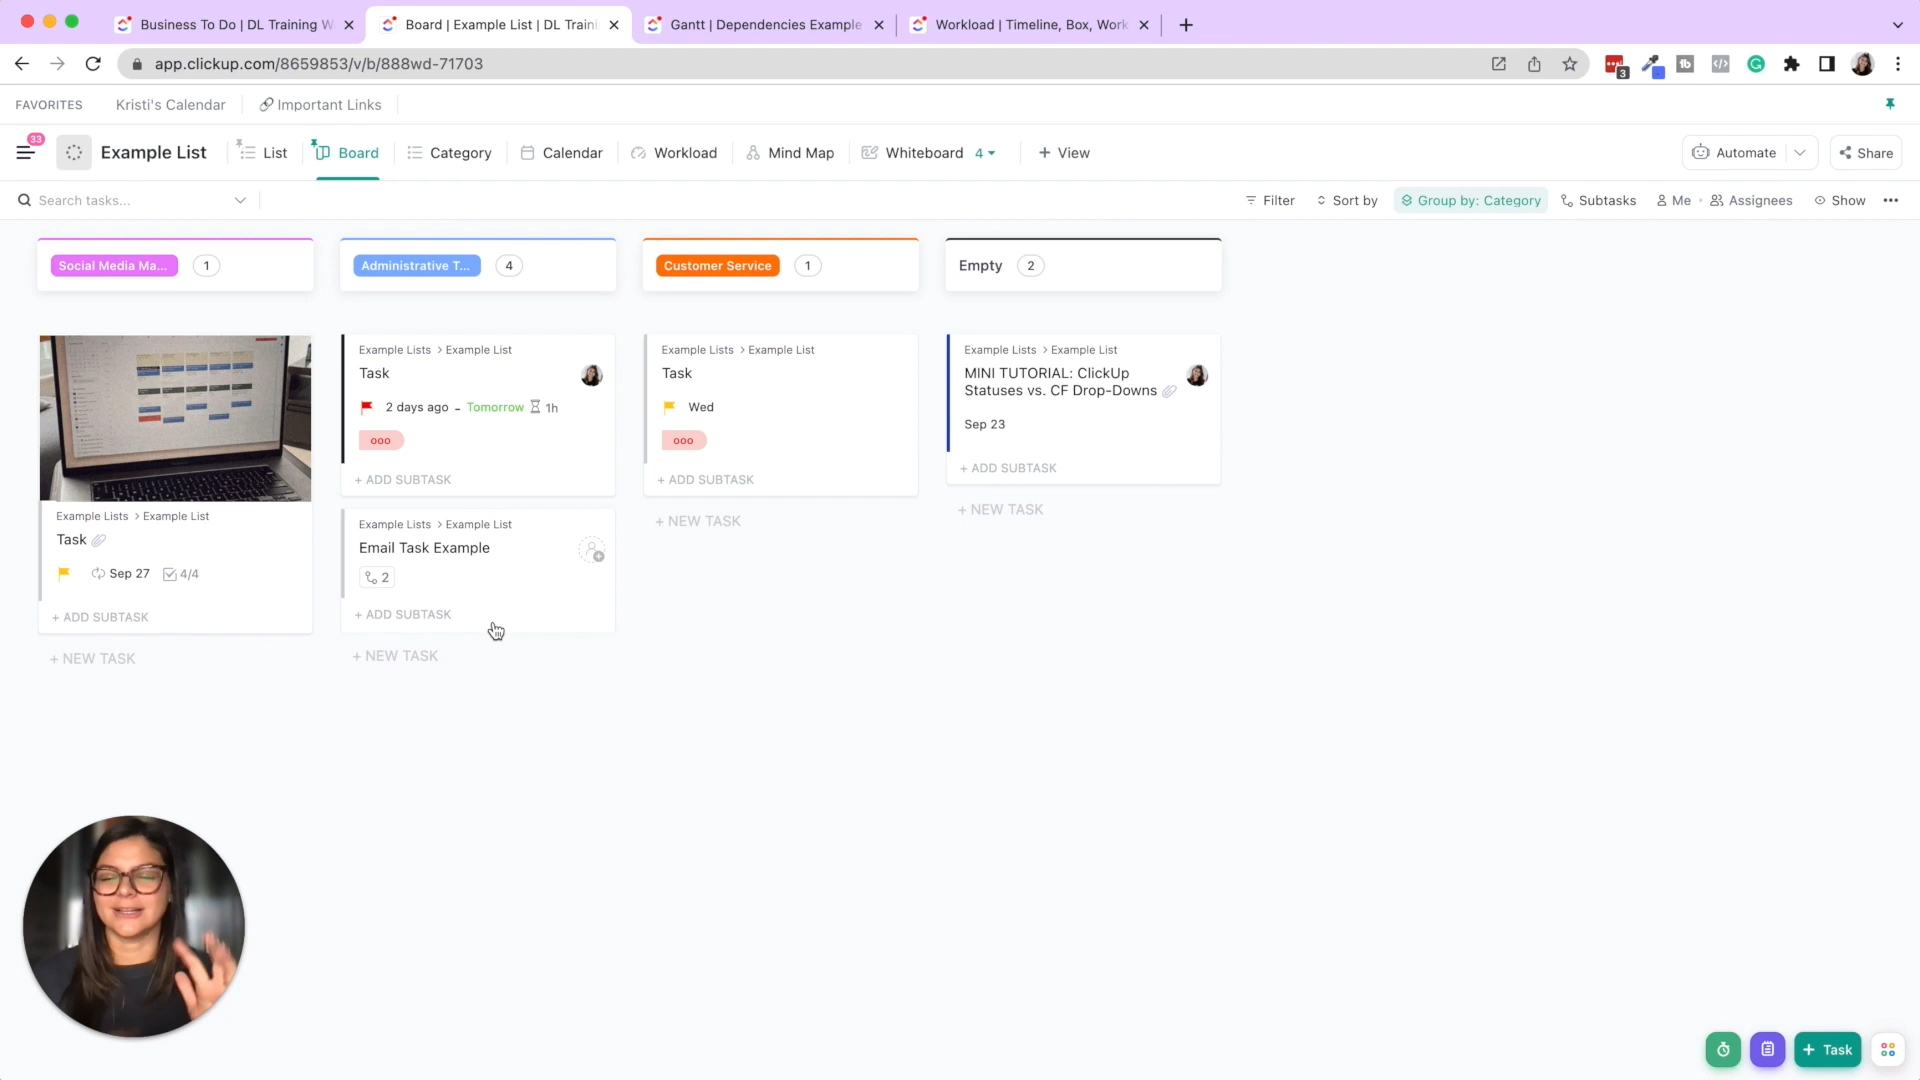 Business To Do | DL Training W
Board | Example List | DL Traini
Gantt | Dependencies Example
Workload | Timeline, Box, Work
app.clickup.com/8659853/v/b/888wd-71703
3
FAVORITES
Kristi's Calendar
Important Links
33
Example List
List
Board
Category
Calendar
Workload
Mind Map
Whiteboard
4
+ View
Automate
Share
Search tasks...
Filter
Sort by
Group by: Category
Subtasks
Me
Assignees
Show
Social Media Ma...
1
Administrative T...
4
Customer Service
1
Empty
2
Example Lists > Example List
Task
Sep 27
4/4
+ ADD SUBTASK
+ NEW TASK
Example Lists > Example List
Task
2 days ago - Tomorrow 1h
ooo
+ ADD SUBTASK
Example Lists > Example List
Email Task Example
2
+ ADD SUBTASK
+ NEW TASK
Example Lists > Example List
Task
Wed
ooo
+ ADD SUBTASK
+ NEW TASK
Example Lists > Example List
MINI TUTORIAL: ClickUp
Statuses vs. CF Drop-Downs
Sep 23
+ ADD SUBTASK
+ NEW TASK
+ Task